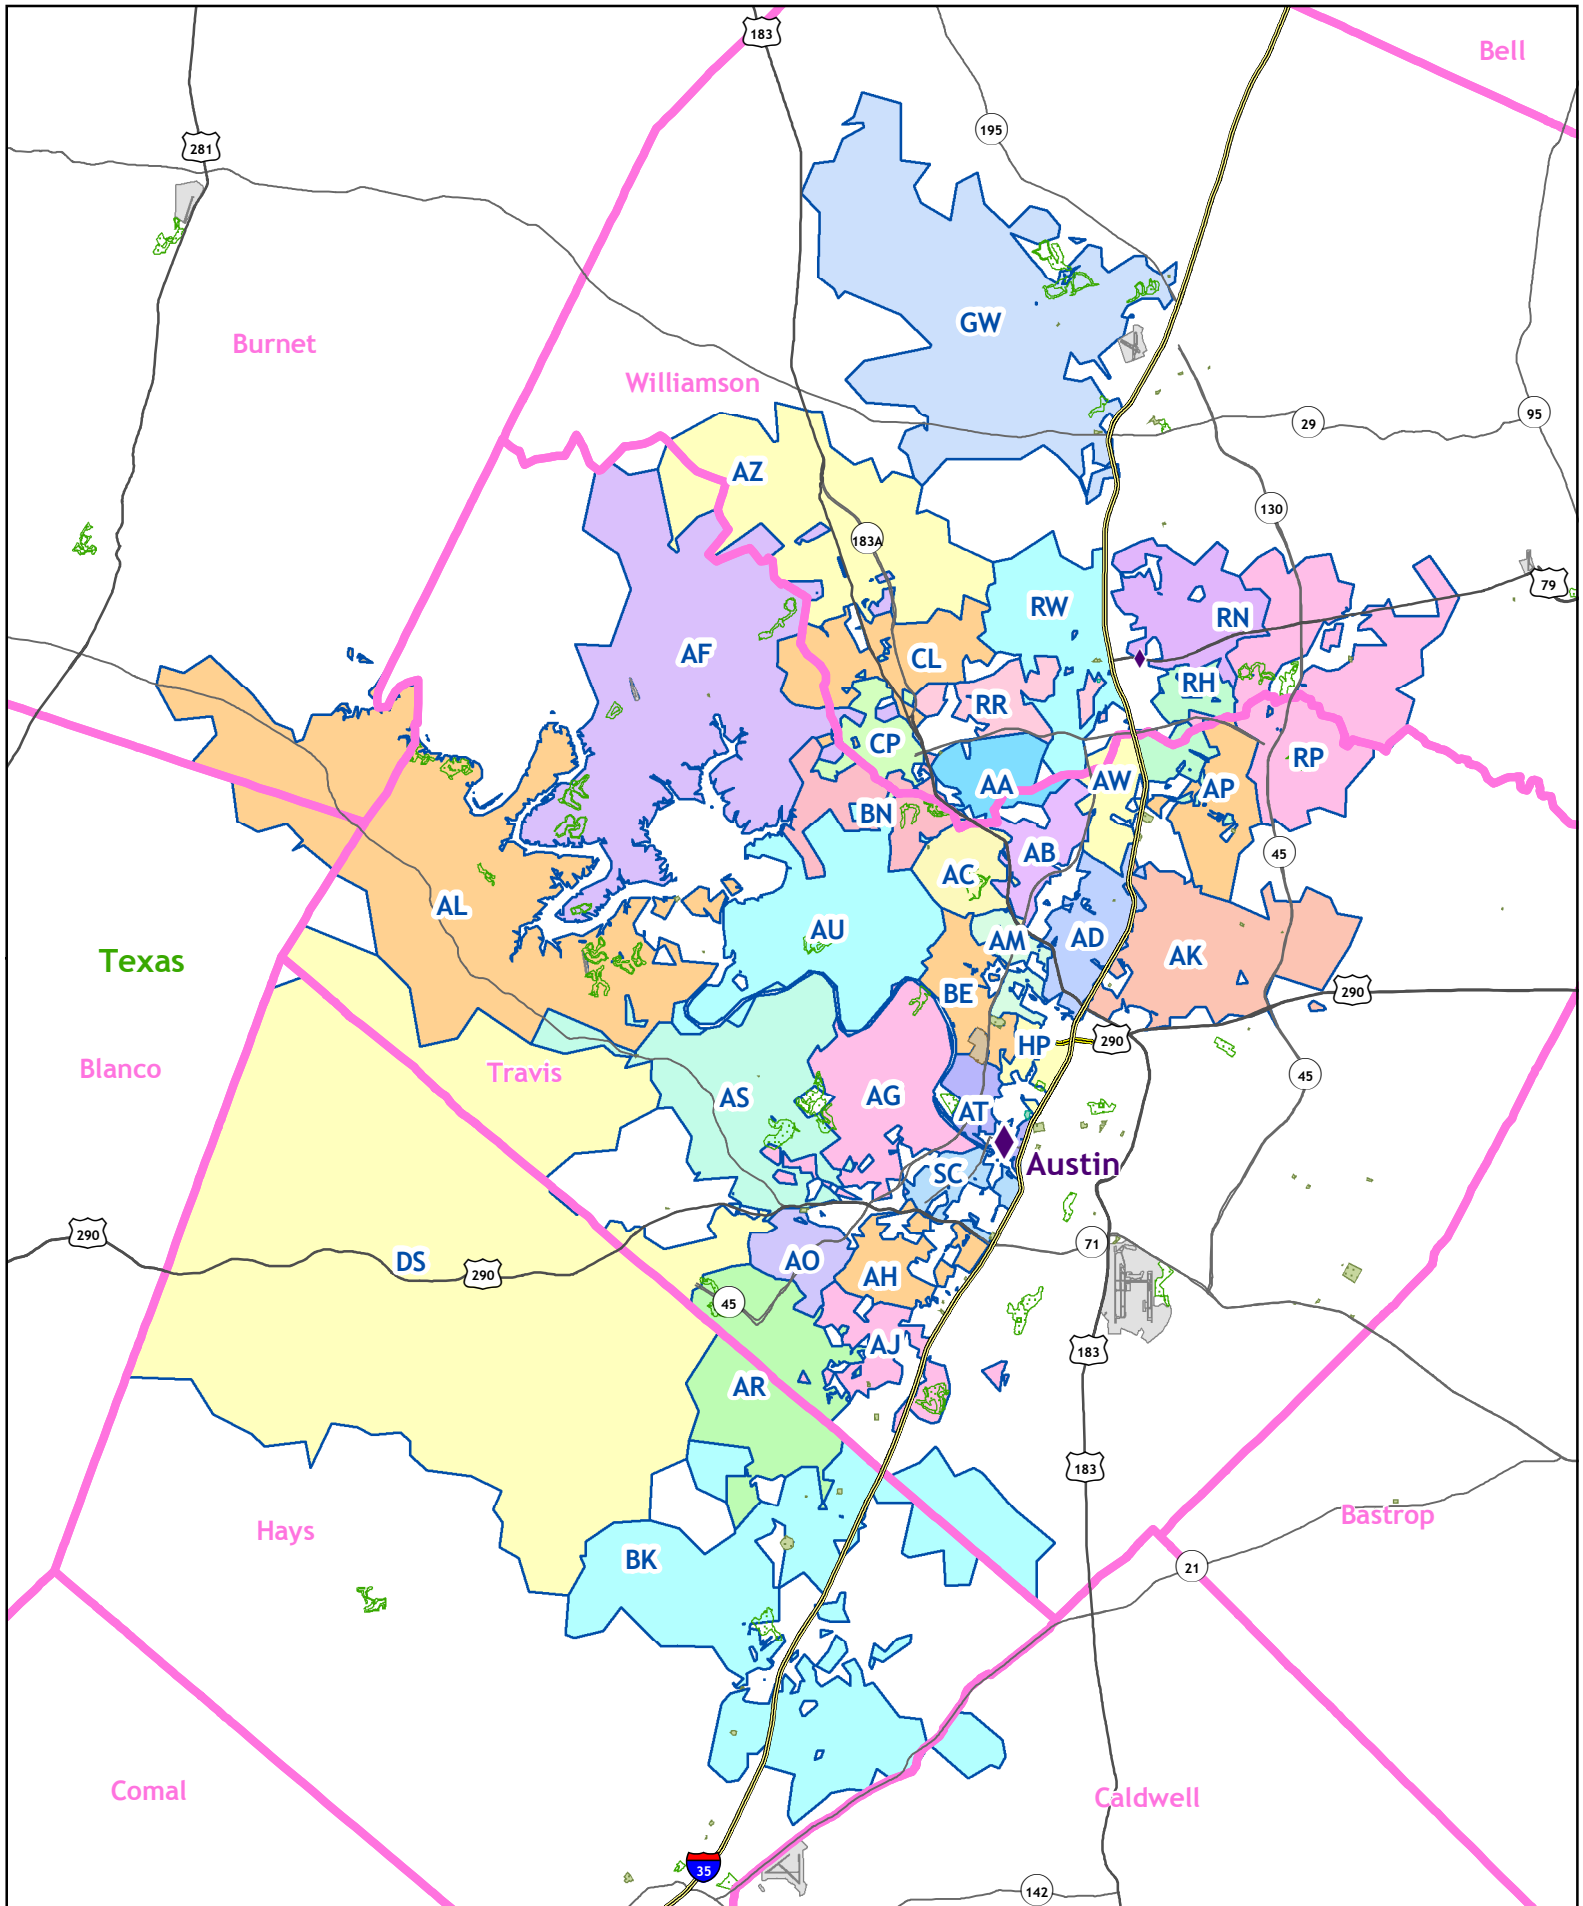 183
Bell
195
281
GW
Burnet
Williamson
95
29
AZ
130
183A
79
RW
RN
AF
CL
RH
RR
CP
RP
AA
AW
AP
BN
AB
45
AC
AL
AU
AD
AM
AK
Texas
BE
290
HP
290
Blanco
Travis
45
AS
AG
AT
Austin
SC
290
71
DS
290
AO
AH
45
AJ
183
AR
183
Bastrop
Hays
BK
21
Comal
Caldwell
35
142